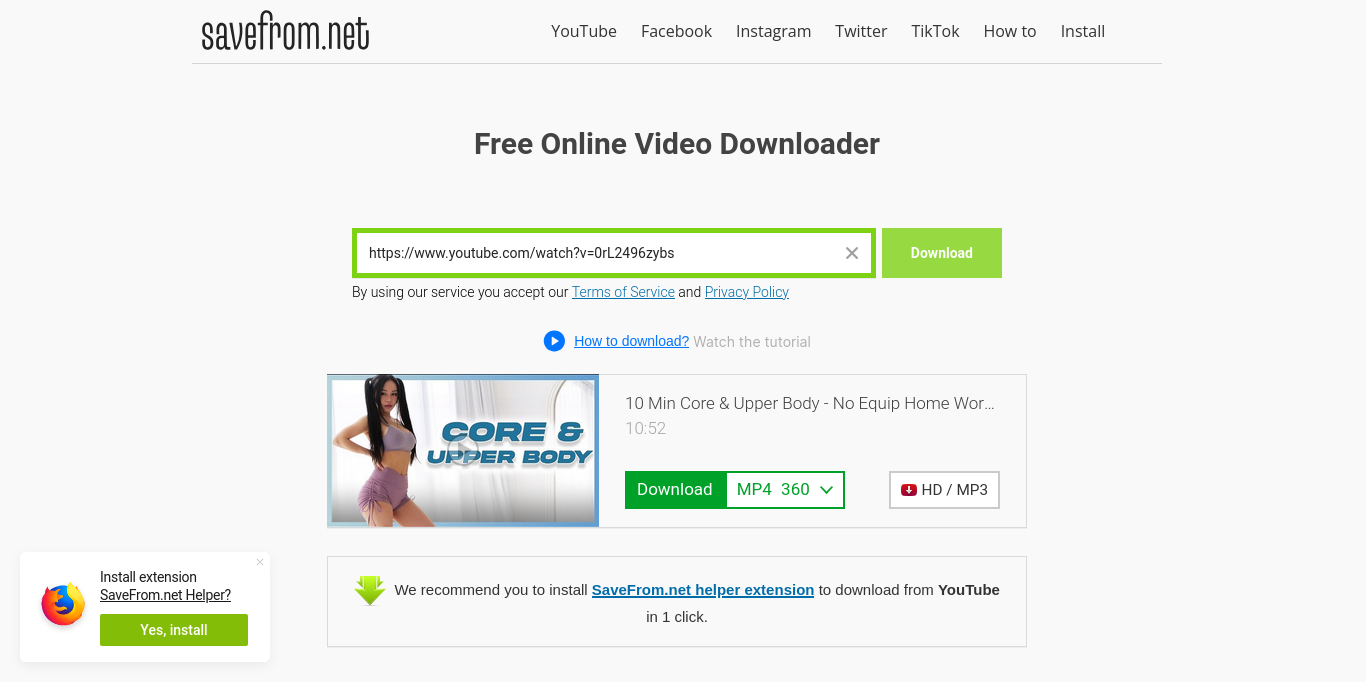 savefrom.net
YouTube Facebook Instagram Twitter TikTok How to Install
Free Online Video Downloader
https://www.youtube.com/watch?v=0rL2496zybs
Download
By using our service you accept our Terms of Service and Privacy Policy
How to download? Watch the tutorial
CORE &
UPPER BODY
10 Min Core & Upper Body - No Equip Home Wor...
10:52
Download MP4 360
HD / MP3
We recommend you to install SaveFrom.net helper extension to download from YouTube
in 1 click.
Install extension
SaveFrom.net Helper?
Yes, install